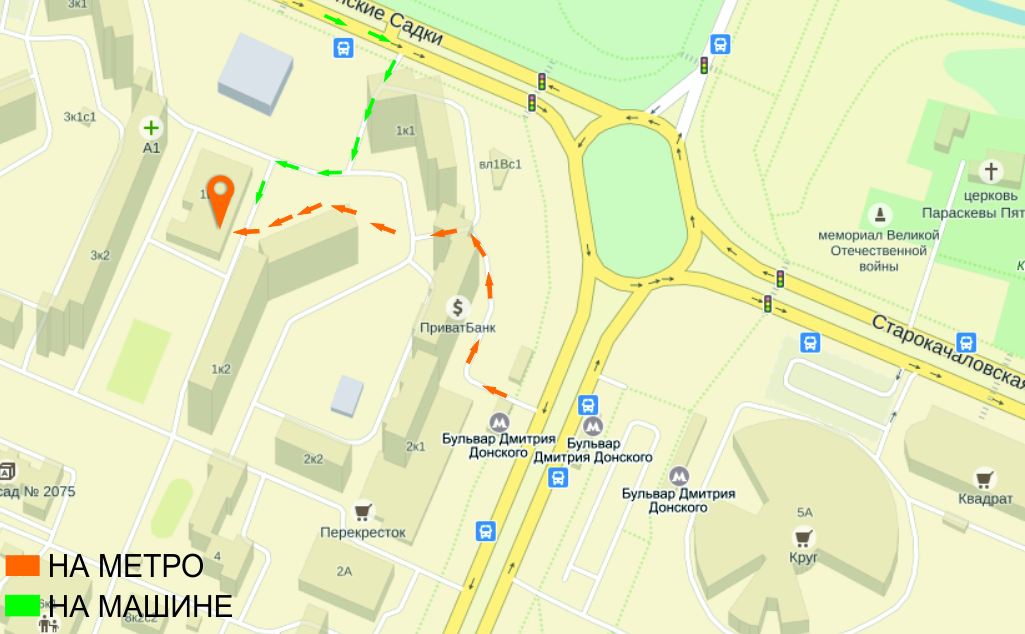 3к1
нские Садки
3к1с1
А1
1к1
вл1Вс1
церковь
Параскевы Пят
мемориал Великой
Отечественной
войны
3к2
$
ПриватБанк
Старокачаловская
1к2
М
Бульвар Дмитрия
Донского
М
Бульвар
Дмитрия Донского
2к1
2к2
М
Бульвар Дмитрия
Донского
сад № 2075
Квадрат
Перекресток
5А
Круг
4
2А
НА МЕТРО
НА МАШИНЕ
6к2с2